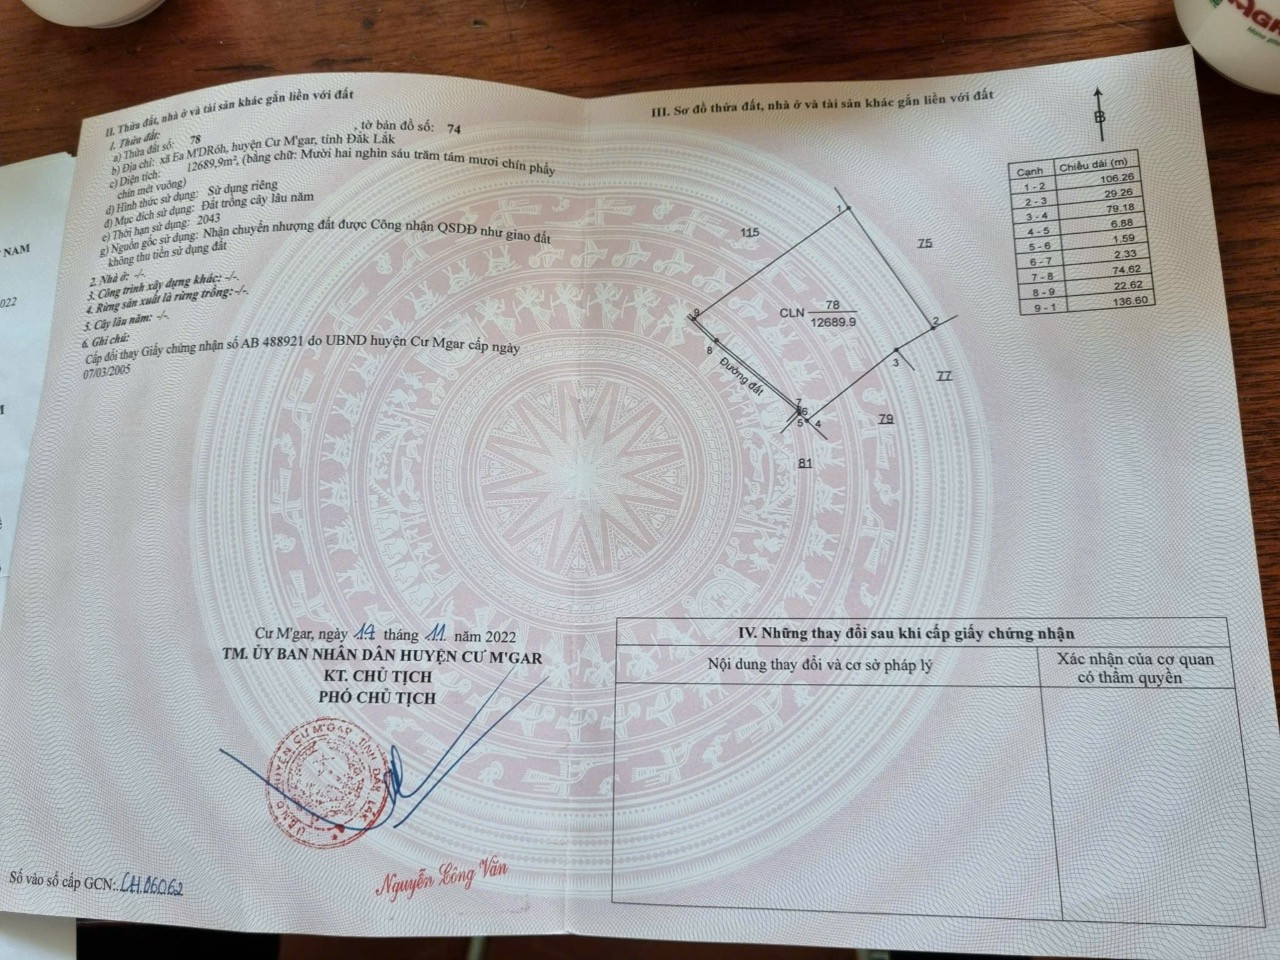 NAM
022
II. Thửa đất, nhà ở và tài sản khác gắn liền với đất
1. Thửa đất:
a) Thửa đất số: 78 , tờ bản đồ số: 74
b) Địa chỉ: xã Ea M'DRóh, huyện Cư M'gar, tỉnh Đắk Lắk
c) Diện tích: 12689,9m², (bằng chữ: Mười hai nghìn sáu trăm tám mươi chín phẩy
chín mét vuông)
d) Hình thức sử dụng: Sử dụng riêng
đ) Mục đích sử dụng: Đất trồng cây lâu năm
e) Thời hạn sử dụng: 2043
g) Nguồn gốc sử dụng: Nhận chuyển nhượng đất được Công nhận QSDĐ như giao đất
không thu tiền sử dụng đất
2. Nhà ở: -/-
3. Công trình xây dựng khác: -/-
4. Rừng sản xuất là rừng trồng:-/-
5. Cây lâu năm: -/-
6. Ghi chú:
Cấp đổi thay Giấy chứng nhận số AB 488921 do UBND huyện Cư Mgar cấp ngày
07/03/2005
Cư M'gar, ngày 14 tháng 11 năm 2022
TM. ỦY BAN NHÂN DÂN HUYỆN CƯ M'GAR
KT. CHỦ TỊCH
PHÓ CHỦ TỊCH
UBND HUYỆN CƯ M'GAR TỈNH ĐẮK LẮK
Nguyễn Công Văn
Số vào sổ cấp GCN: CH.06062
III. Sơ đồ thửa đất, nhà ở và tài sản khác gắn liền với đất
B
Cạnh Chiều dài (m)
1 - 2 106.26
2 - 3 29.26
3 - 4 79.18
4 - 5 6.88
5 - 6 1.59
6 - 7 2.33
7 - 8 74.62
8 - 9 22.62
9 - 1 136.60
1
115
75
9
CLN 78
12689.9
2
8
3
Đường đất
77
7
6
5 4
79
81
IV. Những thay đổi sau khi cấp giấy chứng nhận
Nội dung thay đổi và cơ sở pháp lý
Xác nhận của cơ quan
có thẩm quyền